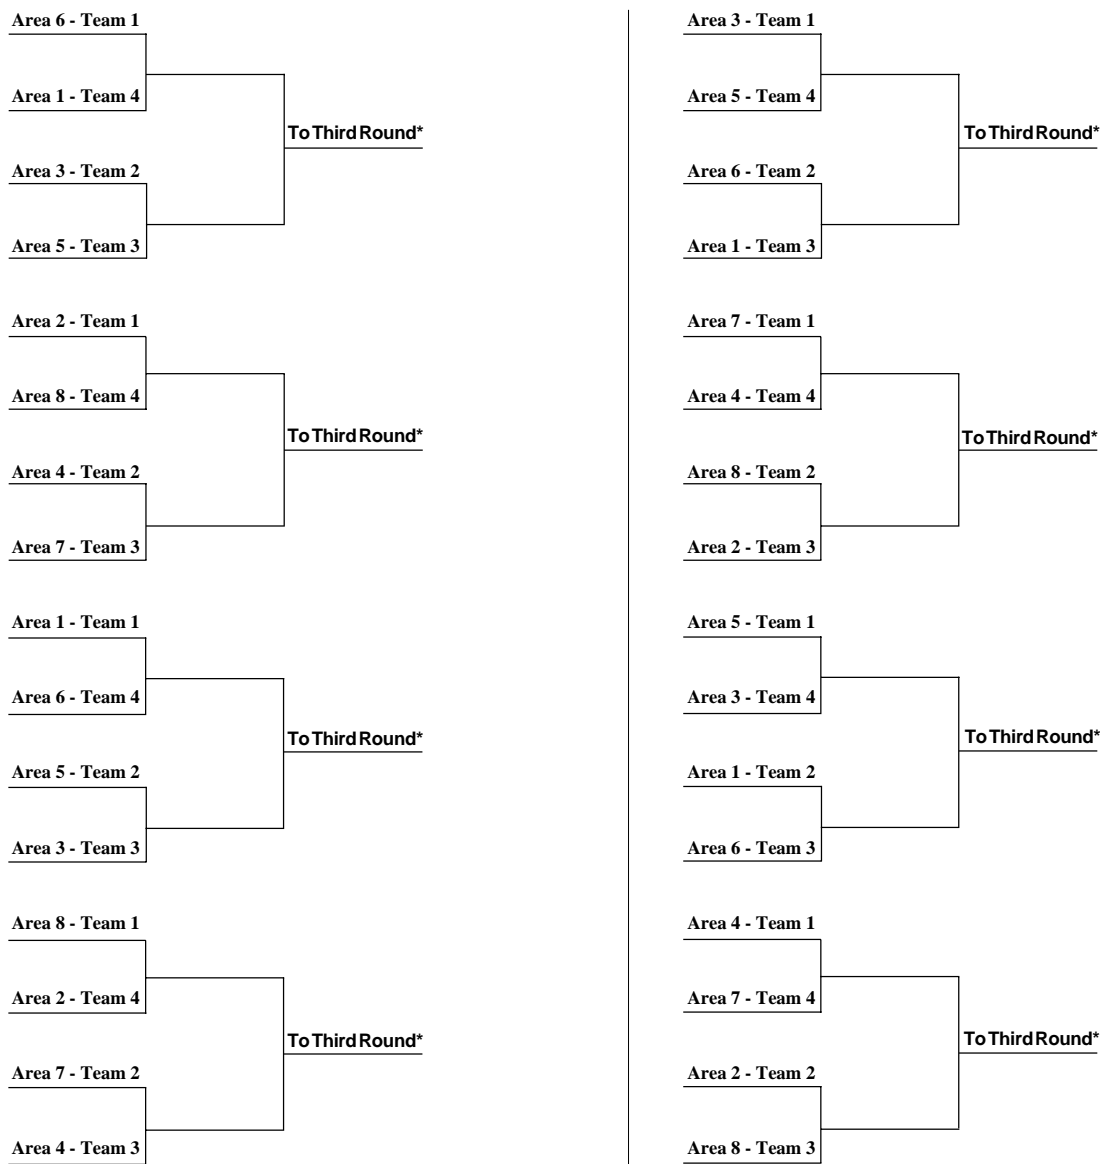 Area 6 - Team 1
Area 1 - Team 4
To Third Round*
Area 3 - Team 2
Area 5 - Team 3
Area 2 - Team 1
Area 8 - Team 4
To Third Round*
Area 4 - Team 2
Area 7 - Team 3
Area 1 - Team 1
Area 6 - Team 4
To Third Round*
Area 5 - Team 2
Area 3 - Team 3
Area 8 - Team 1
Area 2 - Team 4
To Third Round*
Area 7 - Team 2
Area 4 - Team 3
Area 3 - Team 1
Area 5 - Team 4
To Third Round*
Area 6 - Team 2
Area 1 - Team 3
Area 7 - Team 1
Area 4 - Team 4
To Third Round*
Area 8 - Team 2
Area 2 - Team 3
Area 5 - Team 1
Area 3 - Team 4
To Third Round*
Area 1 - Team 2
Area 6 - Team 3
Area 4 - Team 1
Area 7 - Team 4
To Third Round*
Area 2 - Team 2
Area 8 - Team 3